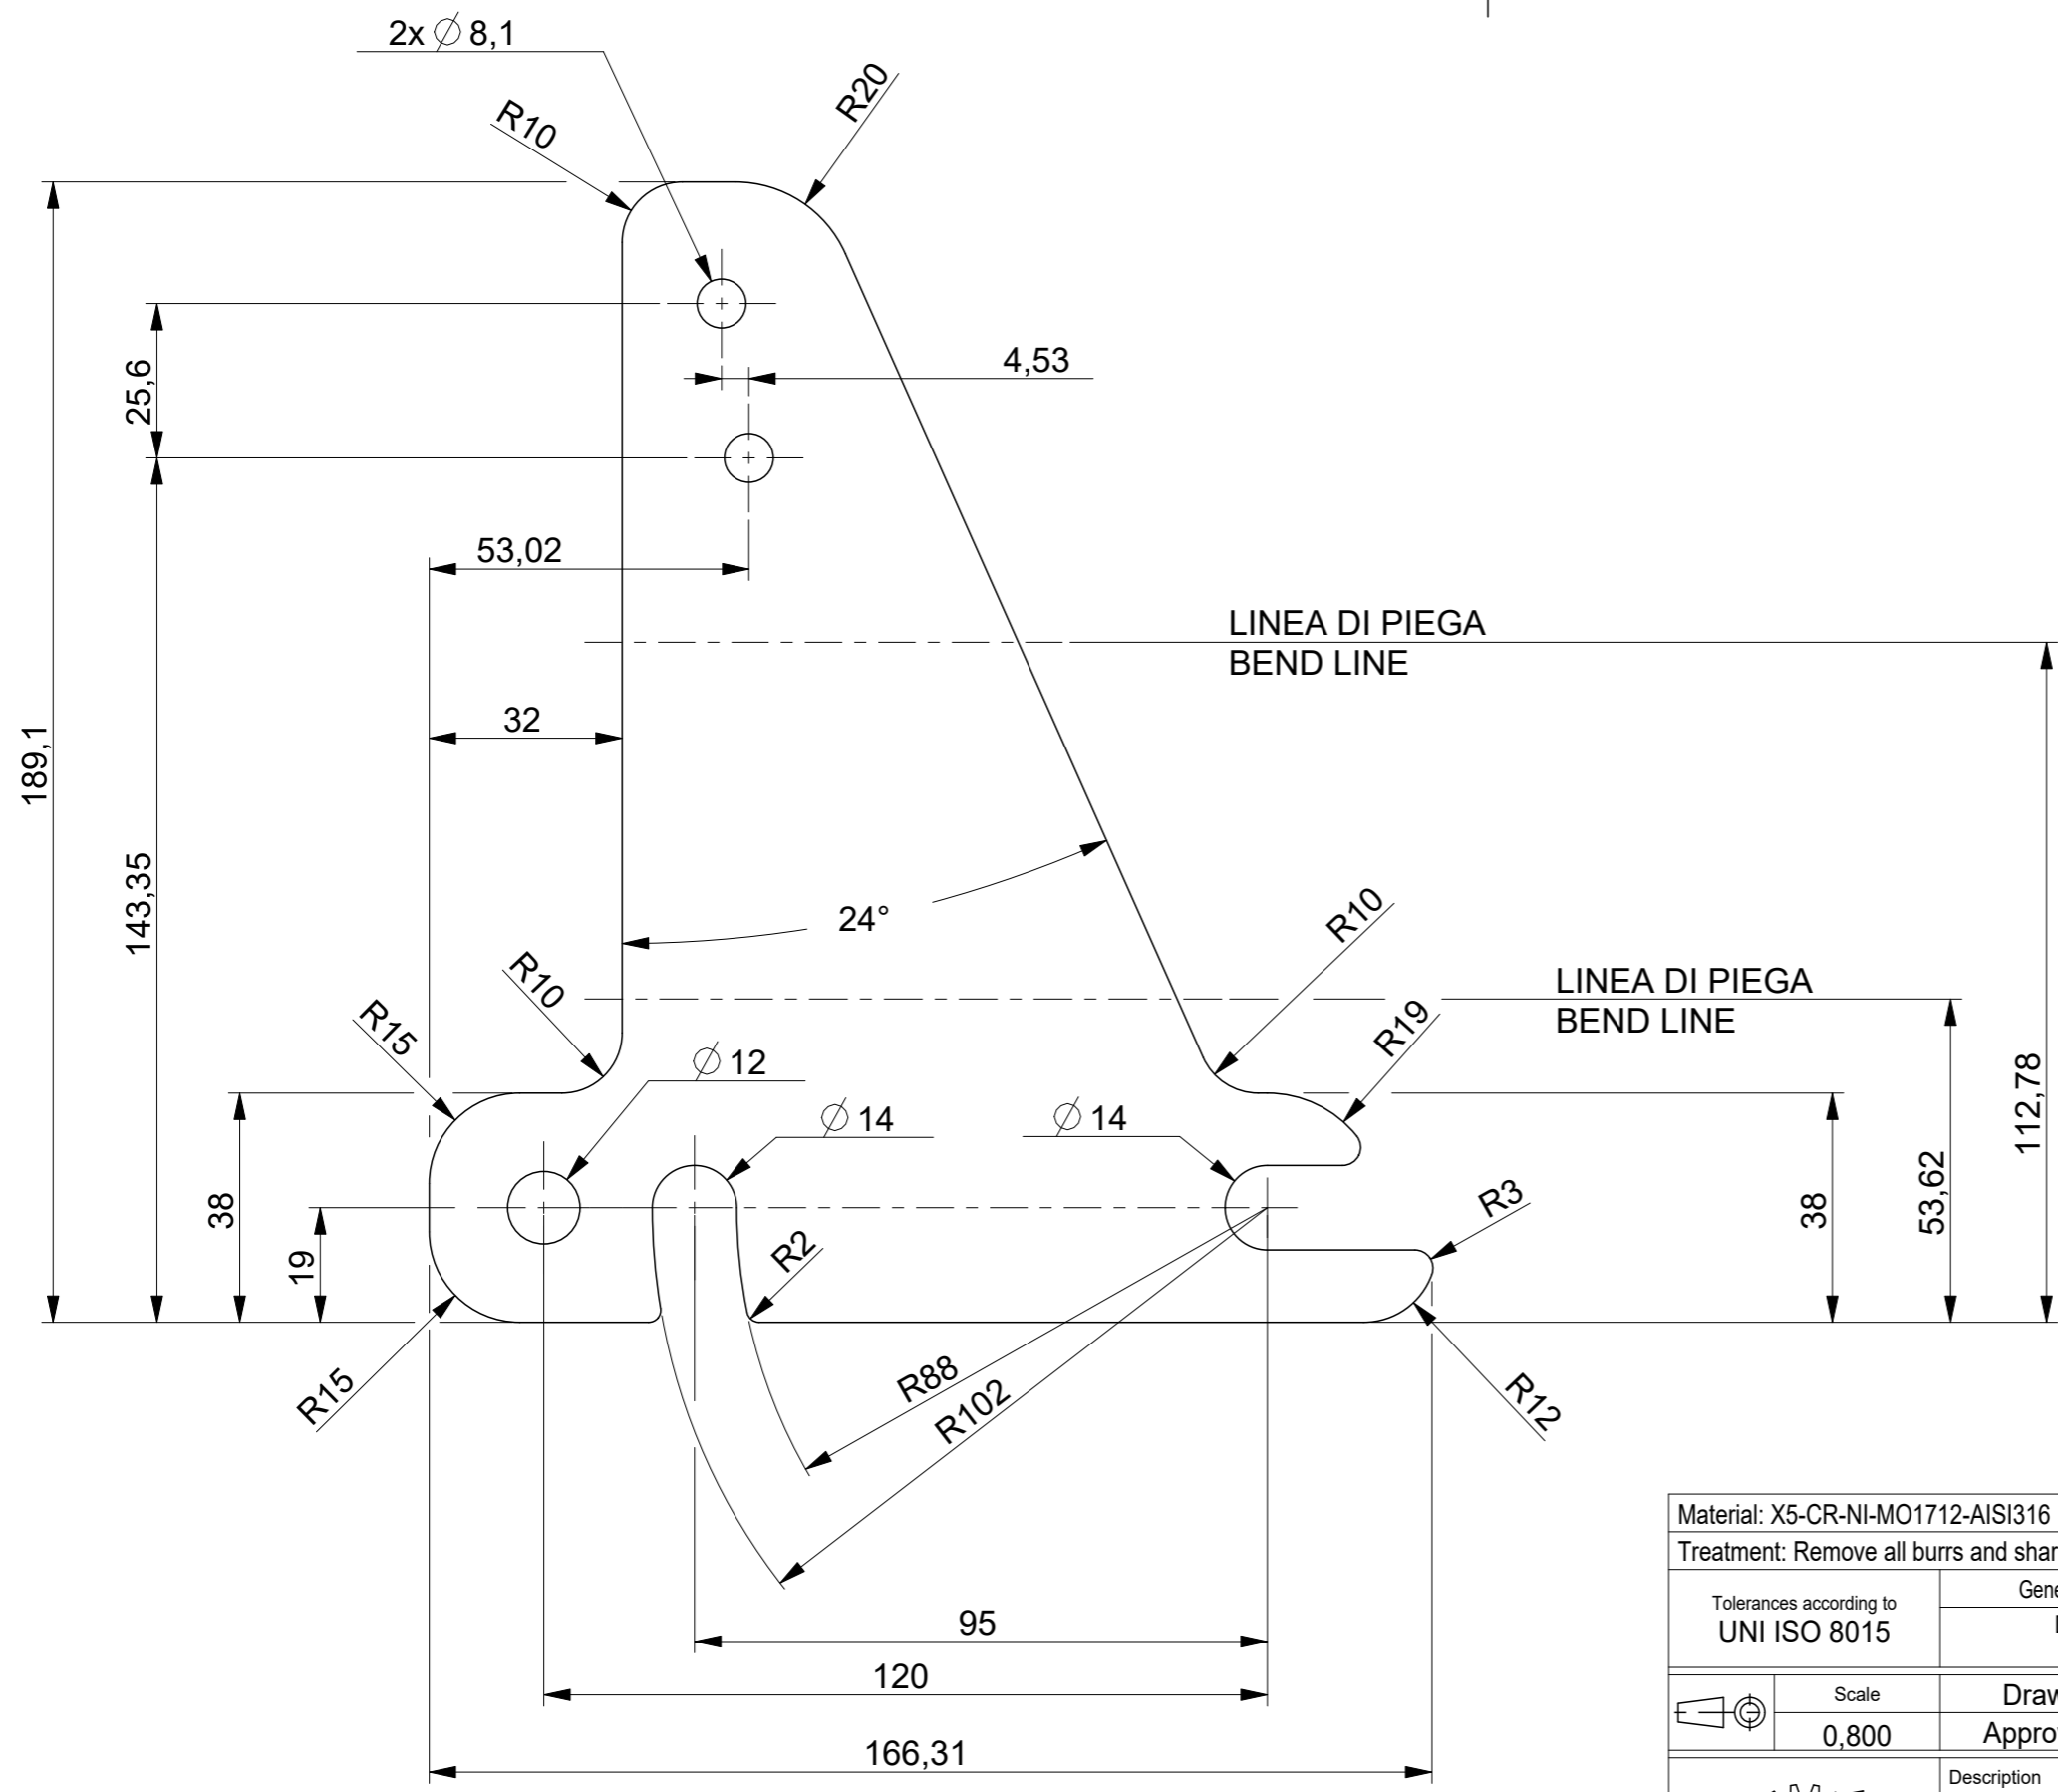 2x ∅ 8,1
R10
R20
25,6
4,53
53,02
LINEA DI PIEGA
BEND LINE
32
189,1
143,35
24°
R10
R10
LINEA DI PIEGA
BEND LINE
R15
R19
∅ 12
∅ 14
∅ 14
112,78
38
19
R2
R3
38
53,62
R15
R88
R102
R12
95
120
166,31
Material: X5-CR-NI-MO1712-AISI316
Treatment: Remove all burrs and shar
Tolerances according to
UNI ISO 8015
Gene
Scale
0,800
Draw
Appro
Description